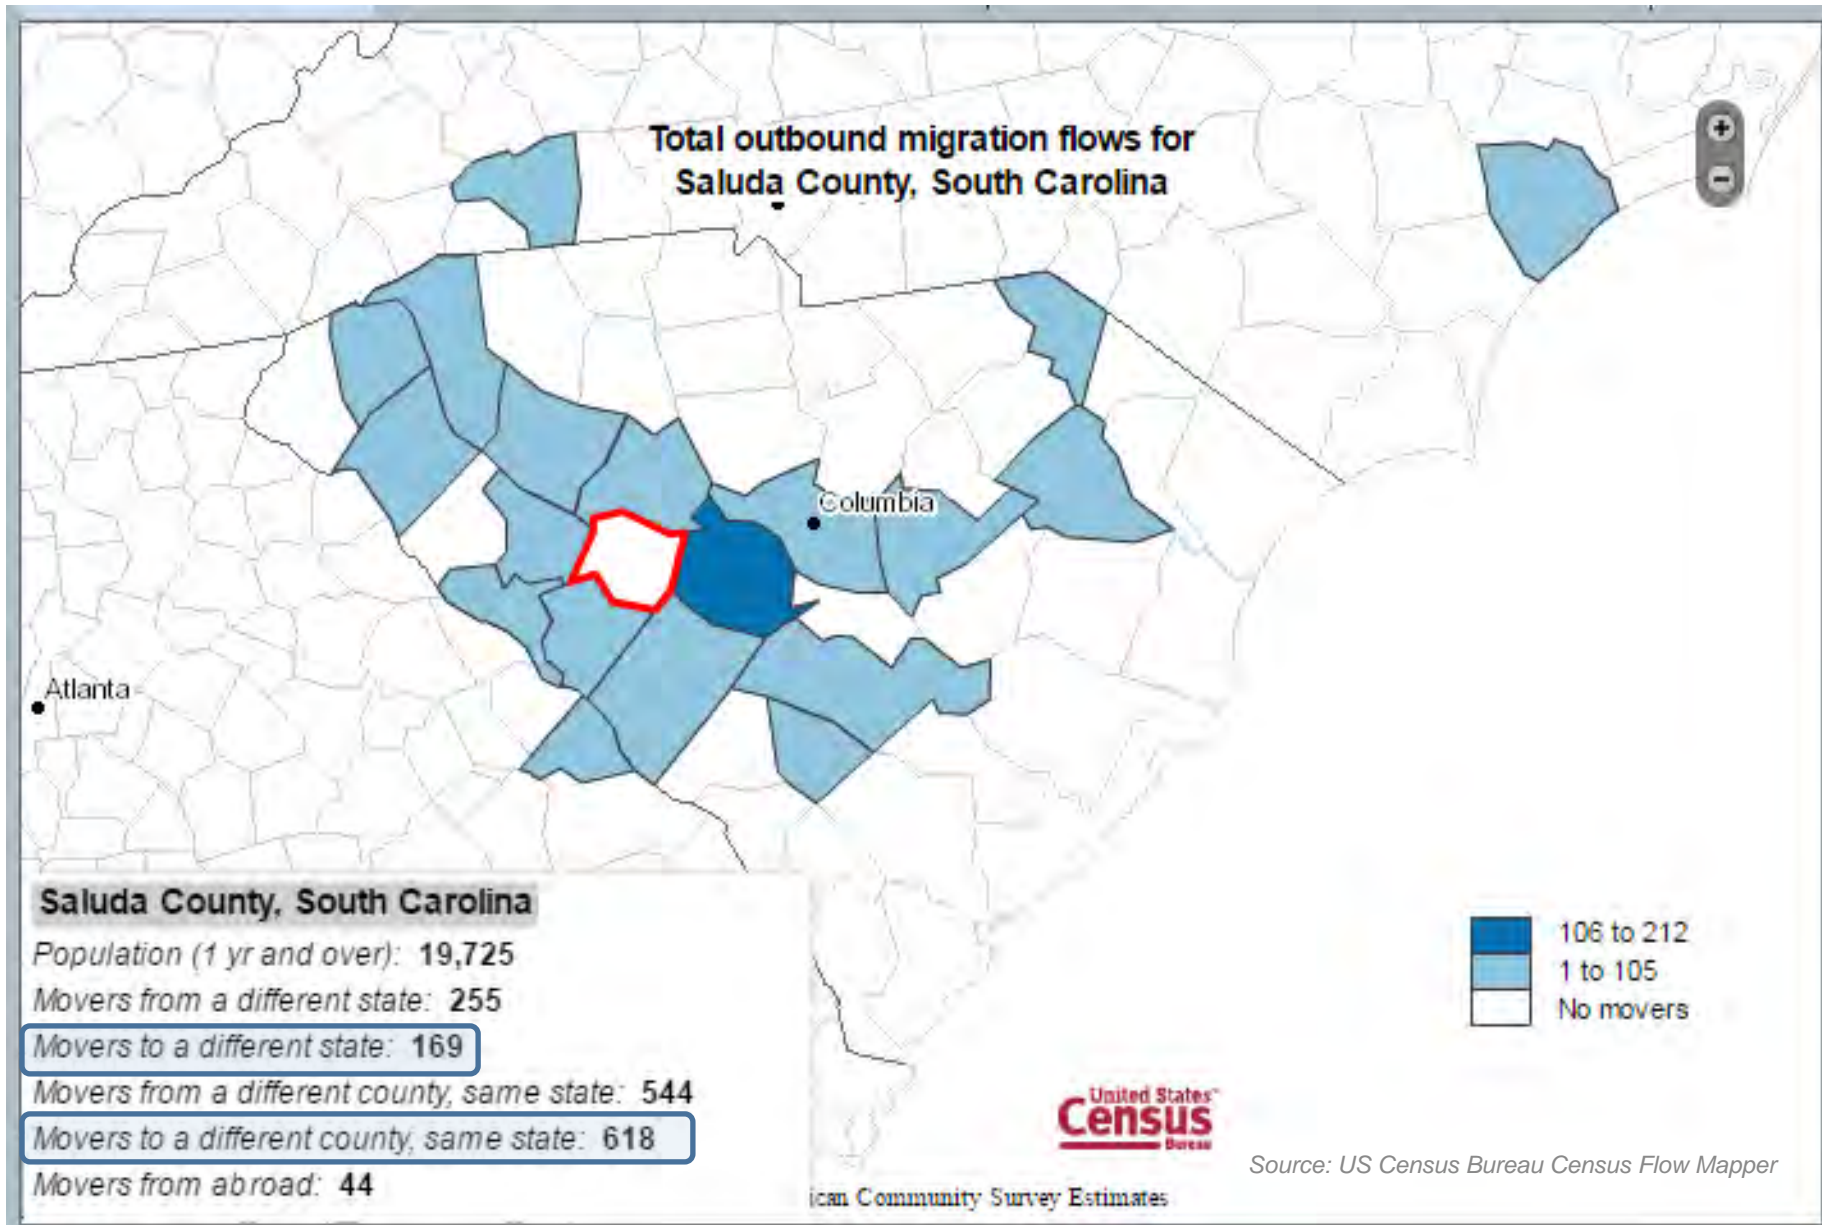 Total outbound migration flows for
Saluda County, South Carolina
Columbia
Atlanta
Saluda County, South Carolina
Population (1 yr and over): 19,725
Movers from a different state: 255
Movers to a different state: 169
Movers from a different county, same state: 544
Movers to a different county, same state: 618
Movers from abroad: 44
106 to 212
1 to 105
No movers
United States™
Census
Bureau
Source: US Census Bureau Census Flow Mapper
ican Community Survey Estimates